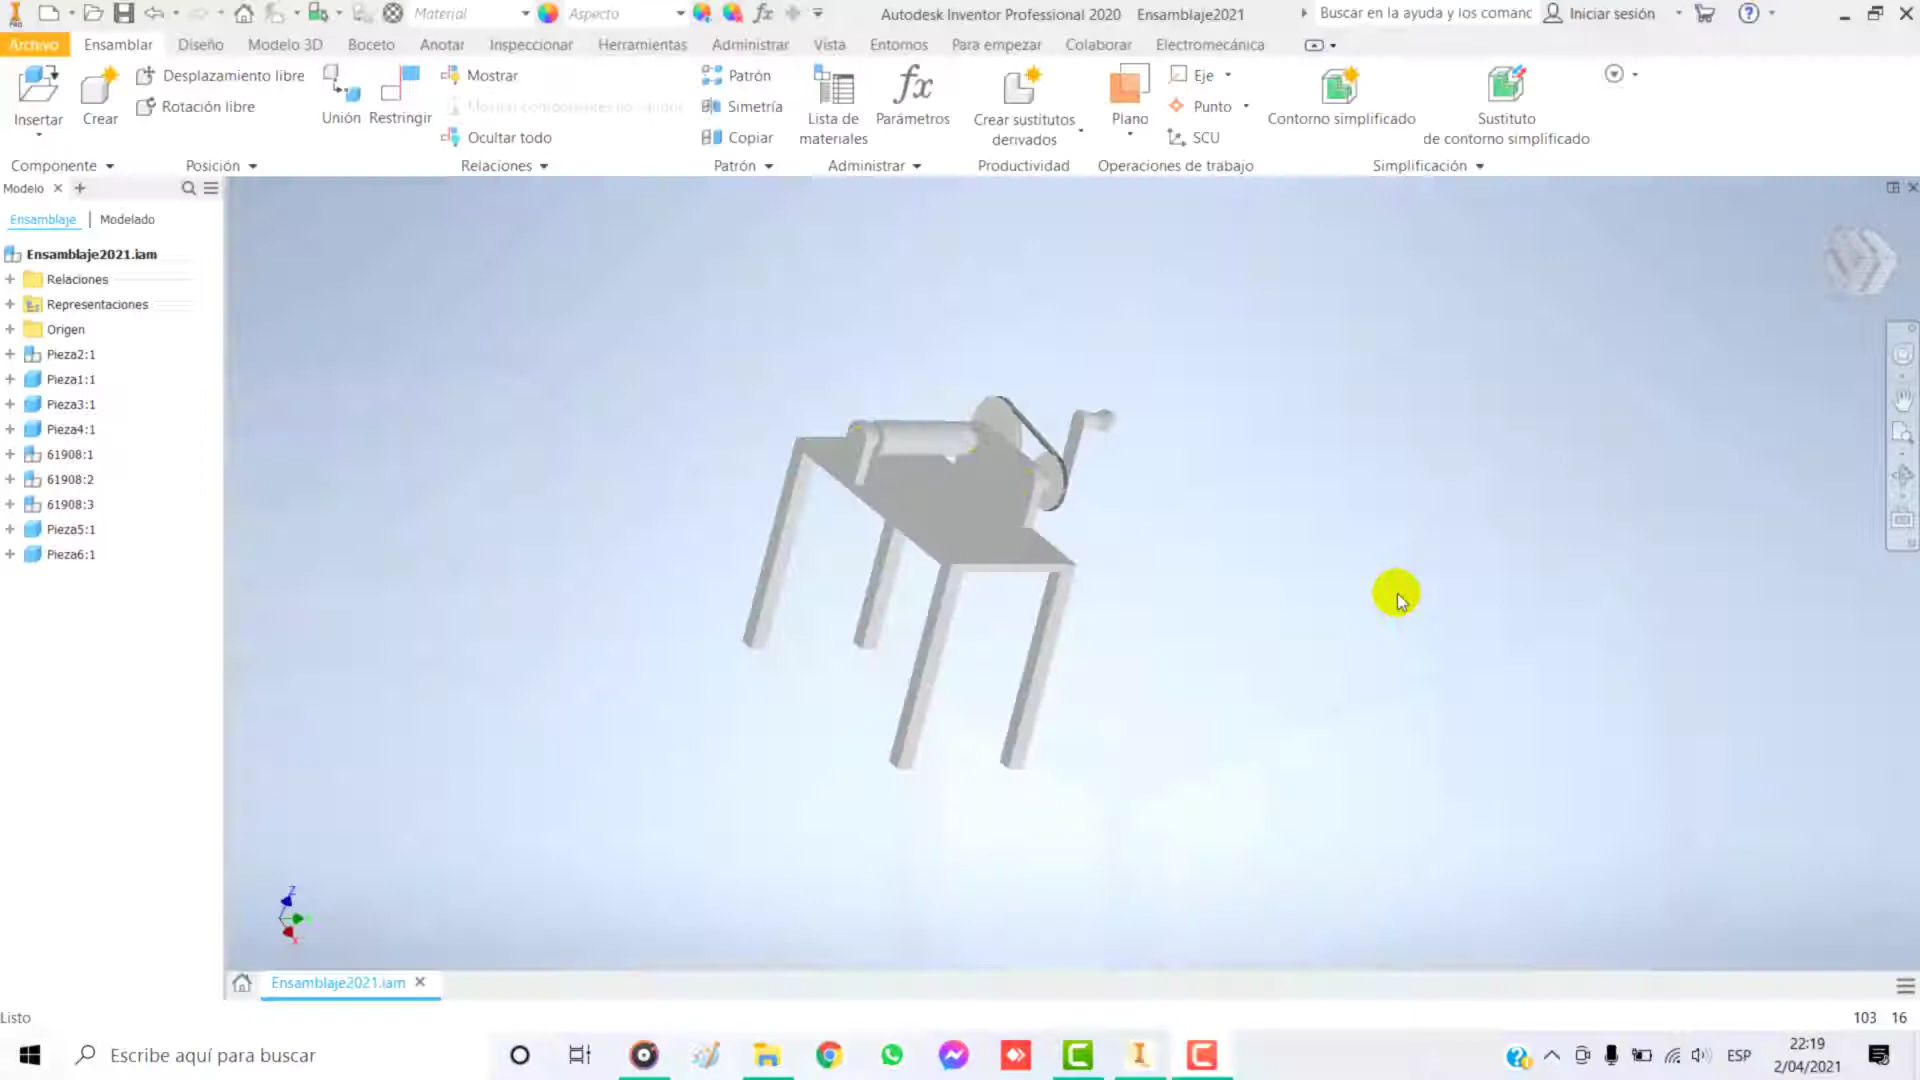 Material
Aspecto
Autodesk Inventor Professional 2020 Ensamblaje2021
Buscar en la ayuda y los comanc
Iniciar sesión
Archivo Ensamblar Diseño Modelo 3D Boceto Anotar Inspeccionar Herramientas Administrar Vista Entornos Para empezar Colaborar Electromecánica
Insertar
Crear
Desplazamiento libre
Rotación libre
Unión
Restringir
Mostrar
Ocultar todo
Patrón
Simetría
Copiar
Lista de
materiales
fx
Parámetros
Crear sustitutos
derivados
Plano
Eje
Punto
SCU
Contorno simplificado
Sustituto
de contorno simplificado
Componente Posición Relaciones Patrón Administrar Productividad Operaciones de trabajo Simplificación
Modelo
Ensamblaje | Modelado
Ensamblaje2021.iam
Relaciones
Representaciones
Origen
Pieza2:1
Pieza1:1
Pieza3:1
Pieza4:1
61908:1
61908:2
61908:3
Pieza5:1
Pieza6:1
Z
X
Ensamblaje2021.iam
Listo
103 16
Escribe aquí para buscar
ESP
22:19
2/04/2021